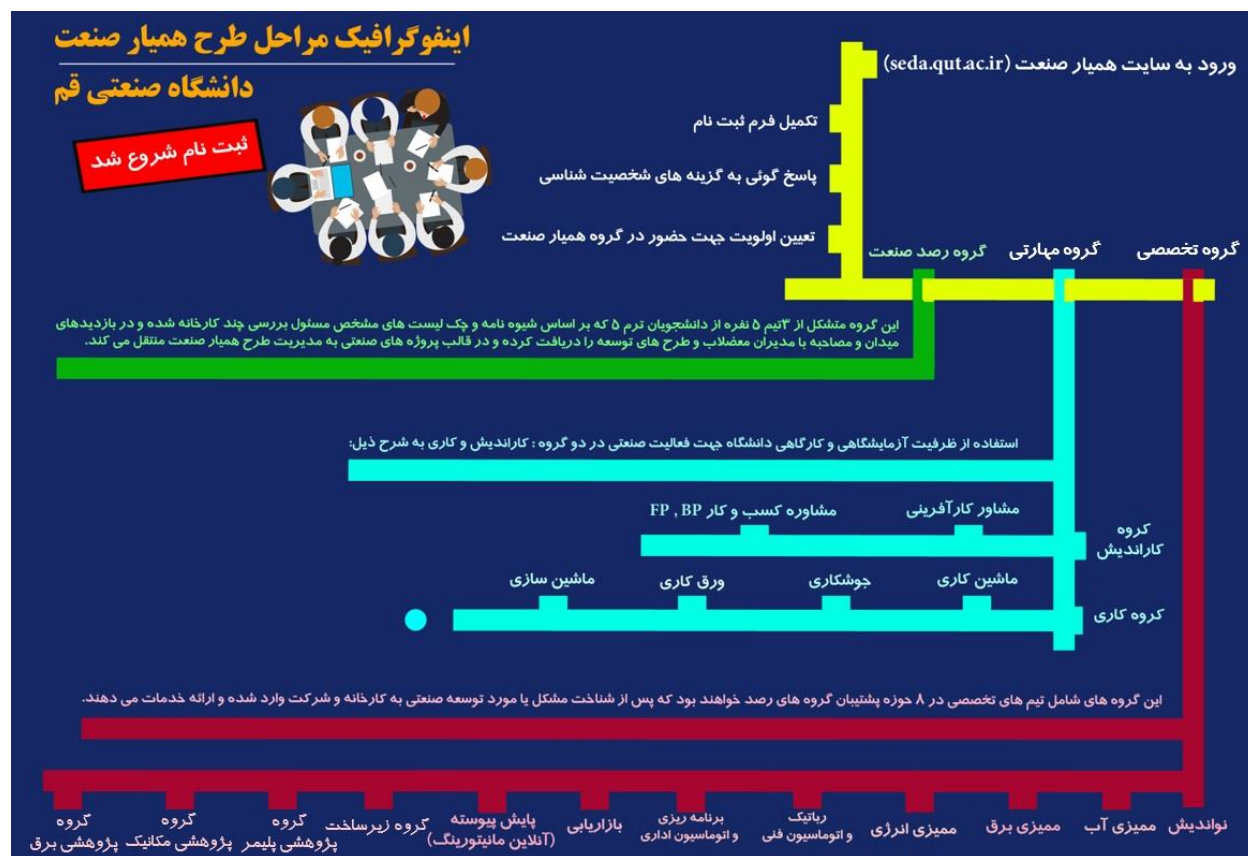 اینفوگرافیک مراحل طرح همیار صنعت
دانشگاه صنعتی قم
ثبت نام شروع شد
ورود به سایت همیار صنعت (seda.qut.ac.ir)
تکمیل فرم ثبت نام
پاسخ گوئی به گزینه های شخصیت شناسی
تعیین اولویت جهت حضور در گروه همیار صنعت
گروه تخصصی
گروه مهارتی
گروه رصد صنعت
این گروه متشکل از ۳تیم ۵ نفره از دانشجویان ترم ۵ که بر اساس شیوه نامه و چک لیست های مشخص مسئول بررسی چند کارخانه شده و در بازدیدهای
میدان و مصاحبه با مدیران معضلاب و طرح های توسعه را دریافت کرده و در قالب پروژه های صنعتی به مدیریت طرح همیار صنعت منتقل می کند.
استفاده از ظرفیت آزمایشگاهی و کارگاهی دانشگاه جهت فعالیت صنعتی در دو گروه : کاراندیش و کاری به شرح ذیل:
کروه
کاراندیش
مشاور کارآفرینی
مشاوره کسب و کار FP , BP
کروه کاری
ماشین کاری
جوشکاری
ورق کاری
ماشین سازی
این گروه های شامل تیم های تخصصی در ۸ حوزه پشتیبان گروه های رصد خواهند بود که پس از شناخت مشکل یا مورد توسعه صنعتی به کارخانه و شرکت وارد شده و ارائه خدمات می دهند.
نواندیش
ممیزی آب
ممیزی برق
ممیزی انرژی
رباتیک
و اتوماسیون فنی
برنامه ریزی
و اتوماسیون اداری
بازاریابی
پایش پیوسته
(آنلاین مانیتورینگ)
گروه زیرساخت
گروه
پژوهشی پلیمر
گروه
پژوهشی مکانیک
گروه
پژوهشی برق